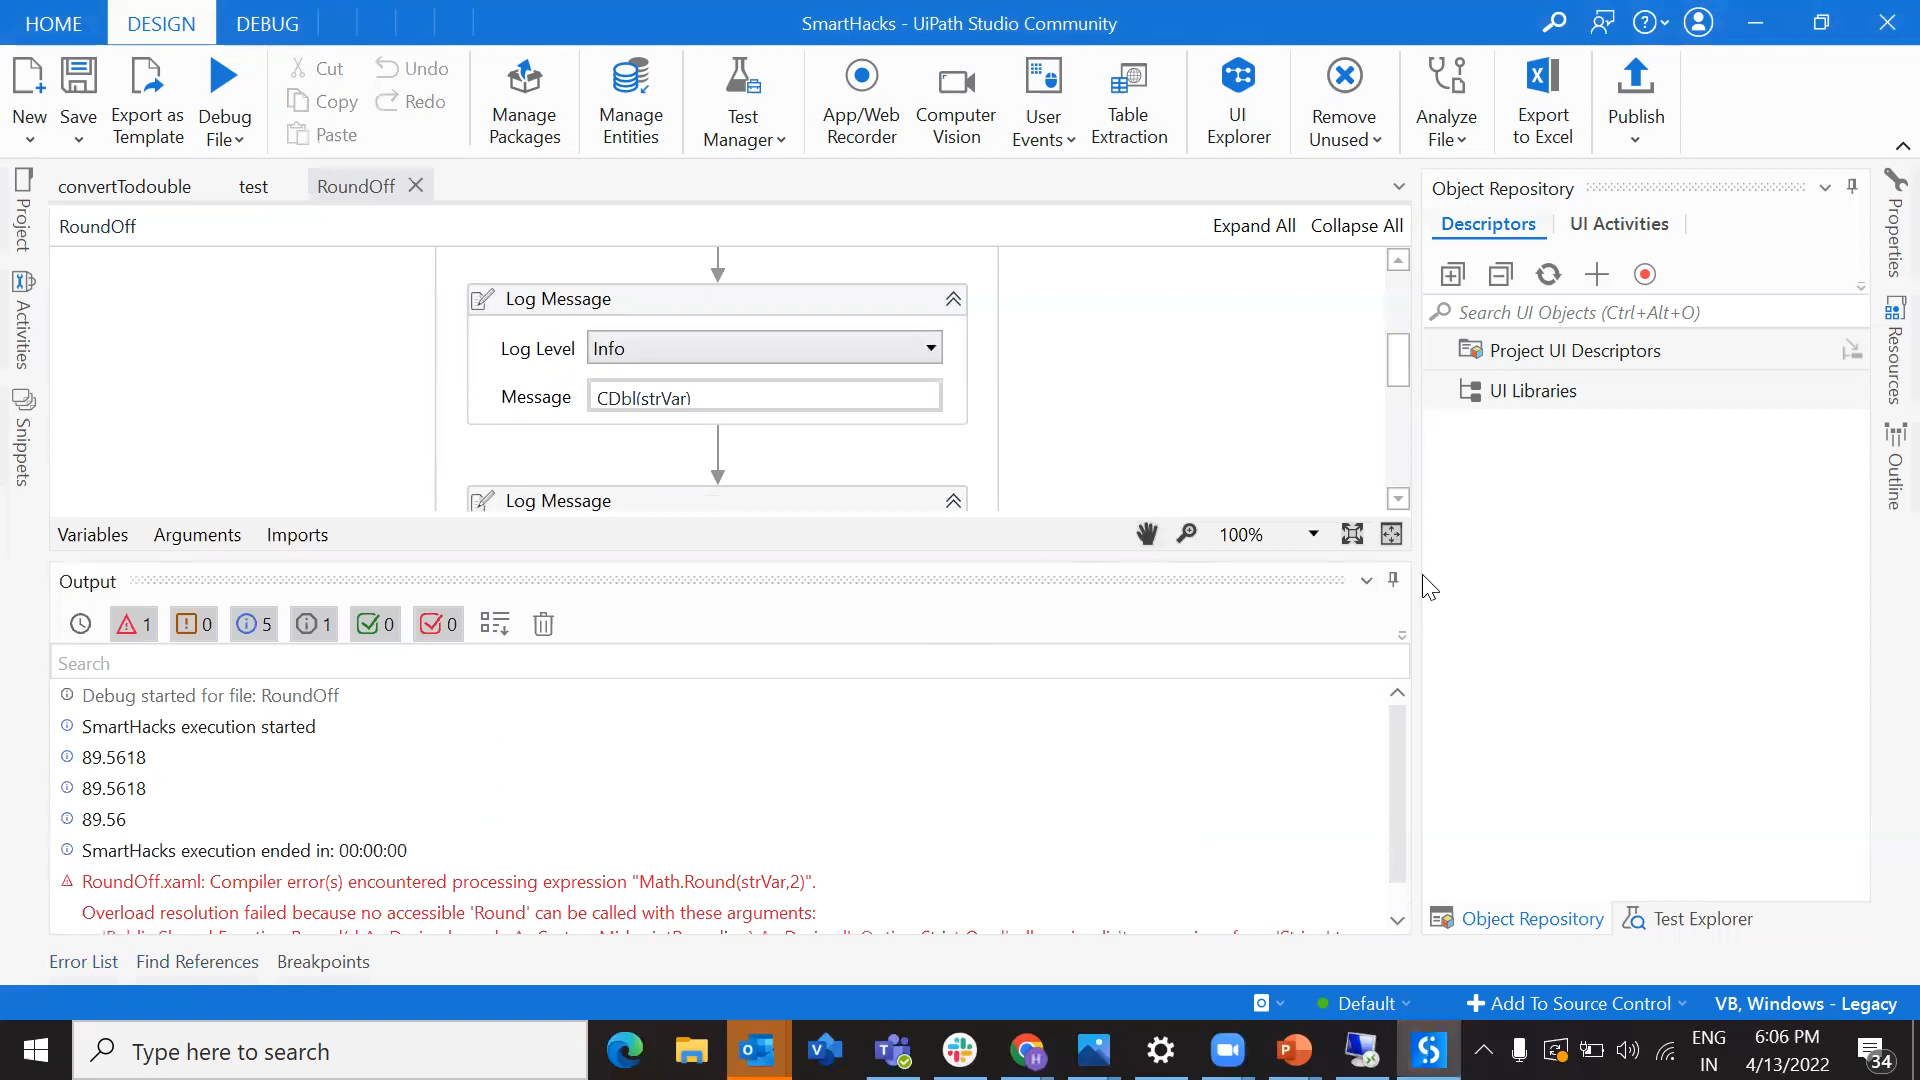 HOME DESIGN DEBUG SmartHacks - UiPath Studio Community
New Save Export as Template Debug File Cut Copy Paste Undo Redo Manage Packages Manage Entities Test Manager App/Web Recorder Computer Vision User Events Table Extraction UI Explorer Remove Unused Analyze File Export to Excel Publish
convertTodouble test RoundOff
RoundOff Expand All Collapse All
Project
Activities
Snippets
Log Message
Log Level Info
Message CDbl(strVar)
Log Message
Variables Arguments Imports 100%
Output
1 0 5 1 0 0
Search
Debug started for file: RoundOff
SmartHacks execution started
89.5618
89.5618
89.56
SmartHacks execution ended in: 00:00:00
RoundOff.xaml: Compiler error(s) encountered processing expression "Math.Round(strVar,2)".
Overload resolution failed because no accessible 'Round' can be called with these arguments:
Error List Find References Breakpoints
Object Repository
Descriptors UI Activities
Search UI Objects (Ctrl+Alt+O)
Project UI Descriptors
UI Libraries
Object Repository Test Explorer
Properties
Resources
Outline
Default Add To Source Control VB, Windows - Legacy
Type here to search
ENG
IN
6:06 PM
4/13/2022
34